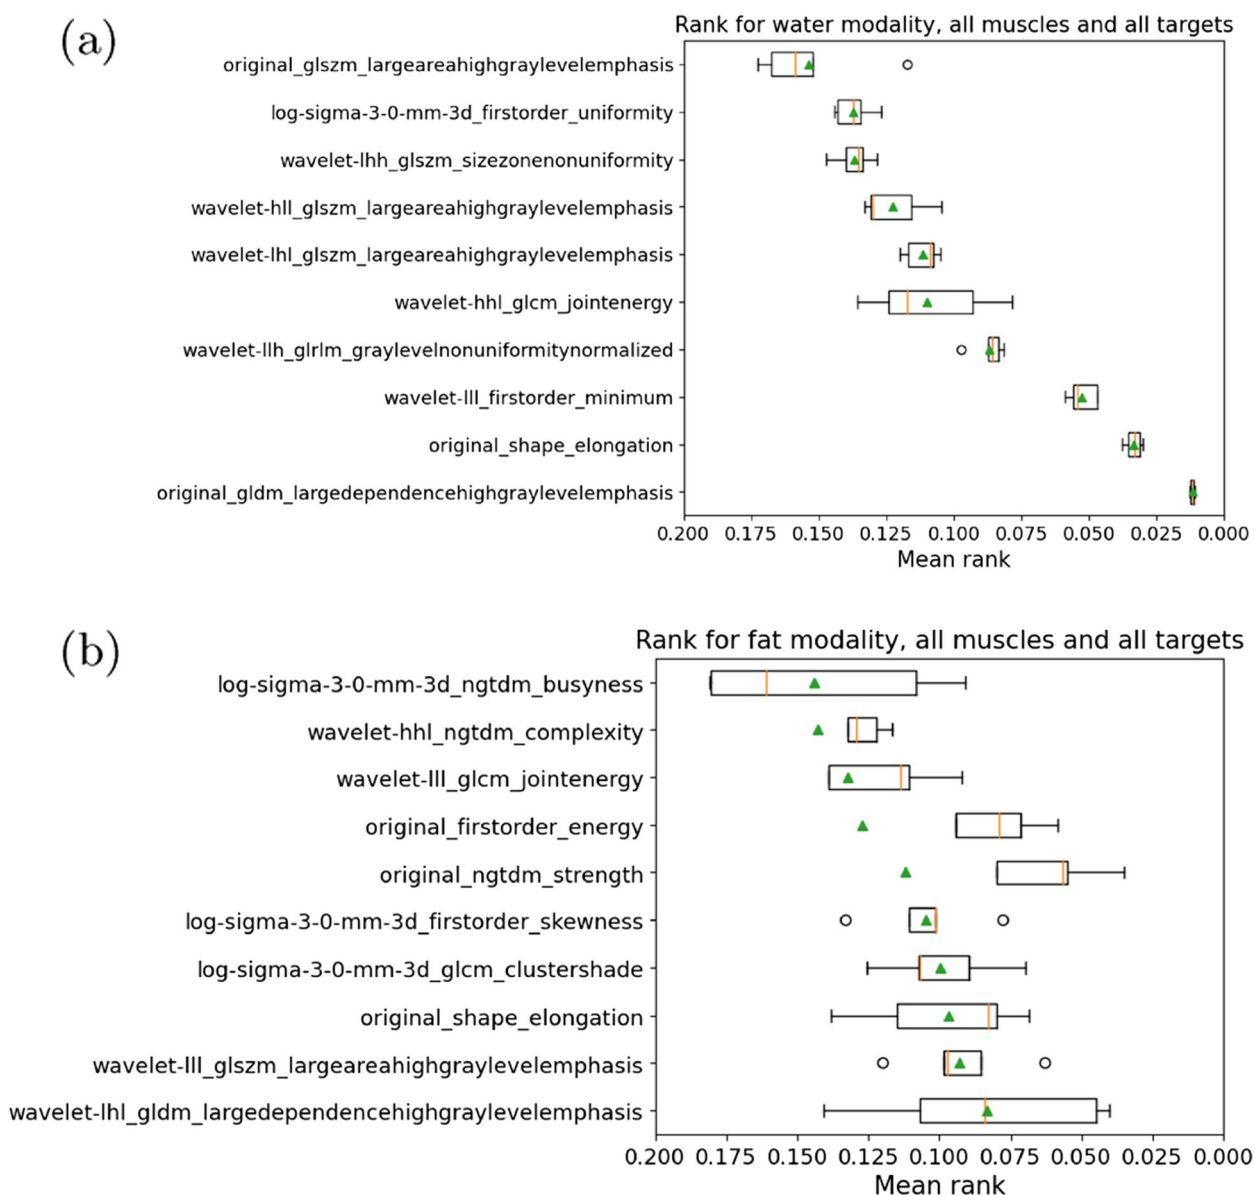 (a)
Rank for water modality, all muscles and all targets
original_glszm_largeareahighgraylevelemphasis
log-sigma-3-0-mm-3d_firstorder_uniformity
wavelet-lhh_glszm_sizezonenonuniformity
wavelet-hll_glszm_largeareahighgraylevelemphasis
wavelet-lhl_glszm_largeareahighgraylevelemphasis
wavelet-hhl_glcm_jointenergy
wavelet-llh_glrlm_graylevelnonuniformitynormalized
wavelet-lll_firstorder_minimum
original_shape_elongation
original_gldm_largedependencehighgraylevelemphasis
0.200 0.175 0.150 0.125 0.100 0.075 0.050 0.025 0.000
Mean rank
(b)
Rank for fat modality, all muscles and all targets
log-sigma-3-0-mm-3d_ngtdm_busyness
wavelet-hhl_ngtdm_complexity
wavelet-lll_glcm_jointenergy
original_firstorder_energy
original_ngtdm_strength
log-sigma-3-0-mm-3d_firstorder_skewness
log-sigma-3-0-mm-3d_glcm_clustershade
original_shape_elongation
wavelet-lll_glszm_largeareahighgraylevelemphasis
wavelet-lhl_gldm_largedependencehighgraylevelemphasis
0.200 0.175 0.150 0.125 0.100 0.075 0.050 0.025 0.000
Mean rank